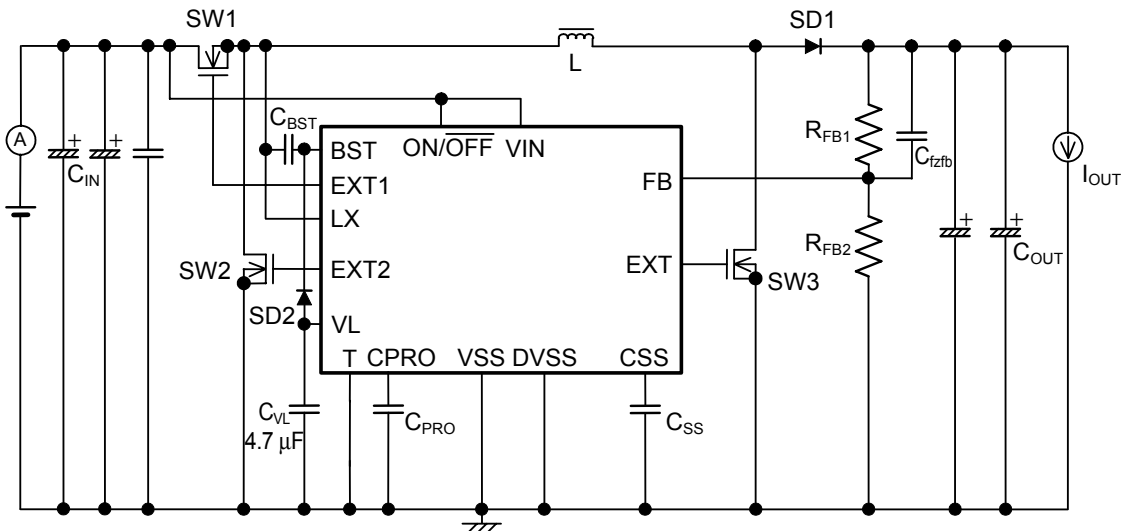 SW1
SD1
L
A
C_BST
BST
ON/OFF
VIN
R_FB1
C_fzfb
C_IN
EXT1
FB
I_OUT
LX
SW2
EXT2
EXT
R_FB2
C_OUT
SW3
SD2
VL
T
CPRO
VSS
DVSS
CSS
C_VL
4.7 μF
C_PRO
C_SS
+
+
+
+